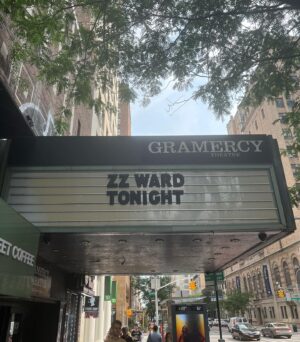 GRAMERCY
THEATRE
ZZ WARD
TONIGHT
EET COFFEE